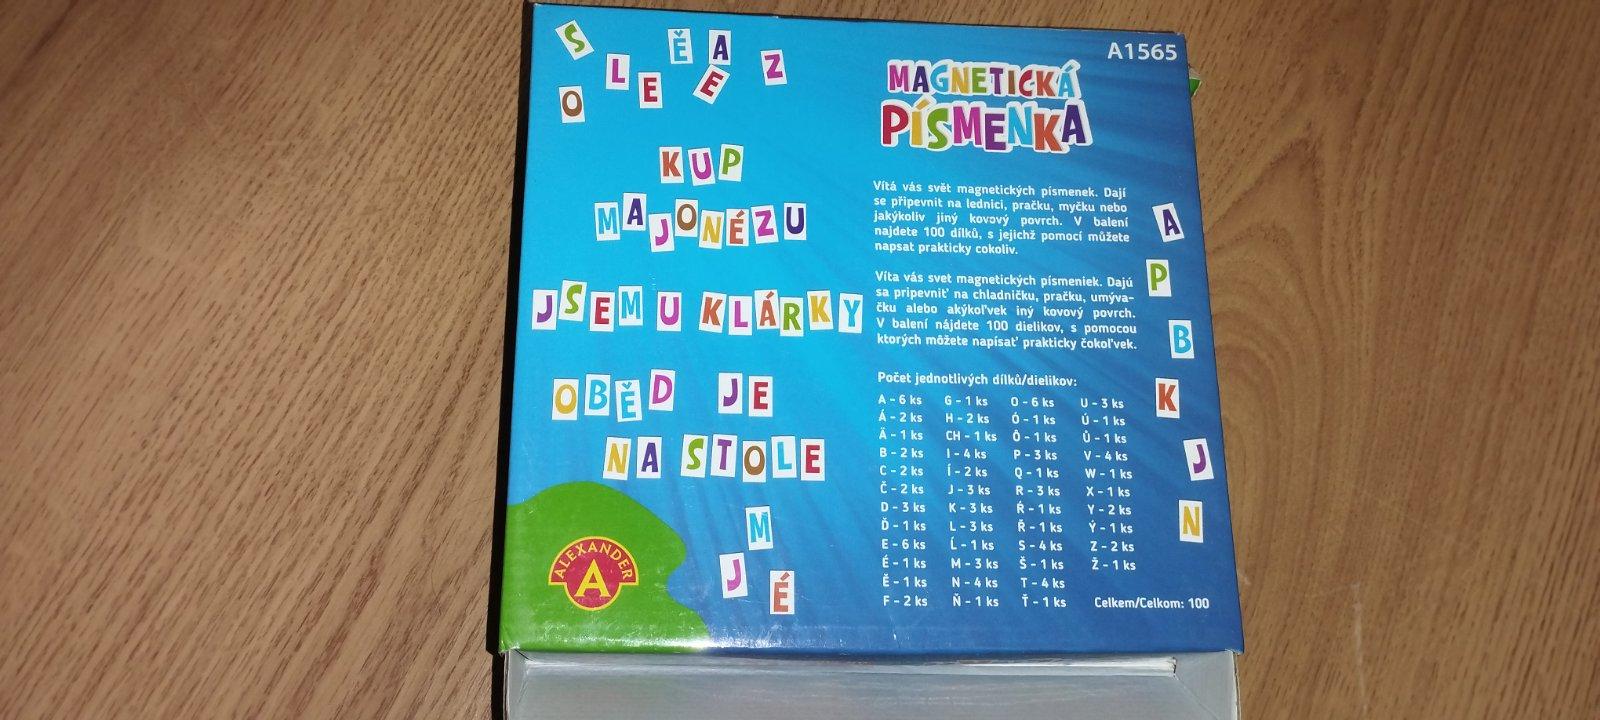 S Ě A Z
L E E
O
KUP
MAJONÉZU
JSEM U KLÁRKY
OBĚD JE
NA STOLE
M
J É
ALEXANDER
A
A1565
MAGNETICKÁ
PÍSMENKA
Vítá vás svět magnetických písmenek. Dají
se připevnit na lednici, pračku, myčku nebo
jakýkoliv jiný kovový povrch. V balení
najdete 100 dílků, s jejichž pomocí můžete
napsat prakticky cokoliv.
Víta vás svet magnetických písmeniek. Dajú
sa pripevniť na chladničku, pračku, umýva-
čku alebo akýkoľvek iný kovový povrch.
V balení nájdete 100 dielikov, s pomocou
ktorých môžete napísať prakticky čokoľvek.
Počet jednotlivých dílků/dielikov:
A - 6 ks G - 1 ks O - 6 ks U - 3 ks
Á - 2 ks H - 2 ks Ó - 1 ks Ú - 1 ks
Ä - 1 ks CH - 1 ks Ô - 1 ks Ů - 1 ks
B - 2 ks I - 4 ks P - 3 ks V - 4 ks
C - 2 ks Í - 2 ks Q - 1 ks W - 1 ks
Č - 2 ks J - 3 ks R - 3 ks X - 1 ks
D - 3 ks K - 3 ks Ŕ - 1 ks Y - 2 ks
Ď - 1 ks L - 3 ks Ř - 1 ks Ý - 1 ks
E - 6 ks Ĺ - 1 ks S - 4 ks Z - 2 ks
É - 1 ks M - 3 ks Š - 1 ks Ž - 1 ks
Ě - 1 ks N - 4 ks T - 4 ks
F - 2 ks Ň - 1 ks Ť - 1 ks Celkem/Celkom: 100
A
P
B
K
J
N